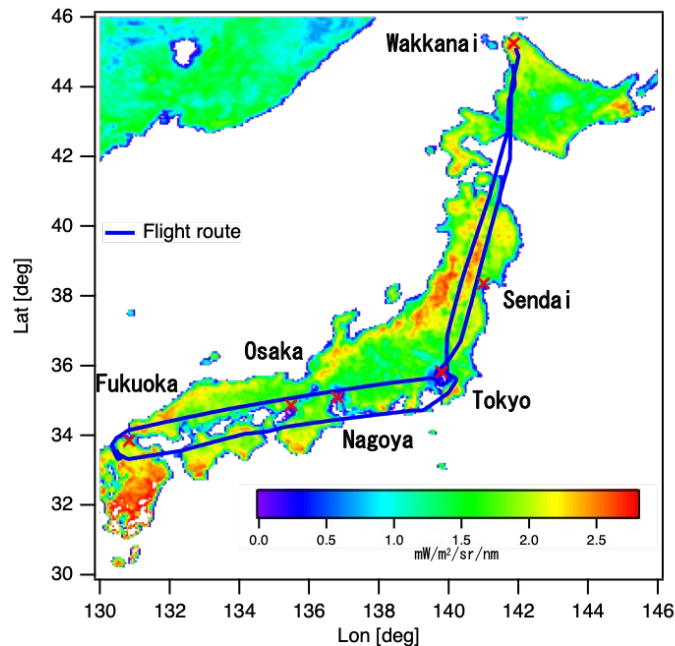 46
44
42
40
38
36
34
32
30
Lat [deg]
Wakkanai
Flight route
Sendai
Osaka
Fukuoka
Tokyo
Nagoya
0.0 0.5 1.0 1.5 2.0 2.5
mW/m²/sr/nm
130 132 134 136 138 140 142 144 146
Lon [deg]